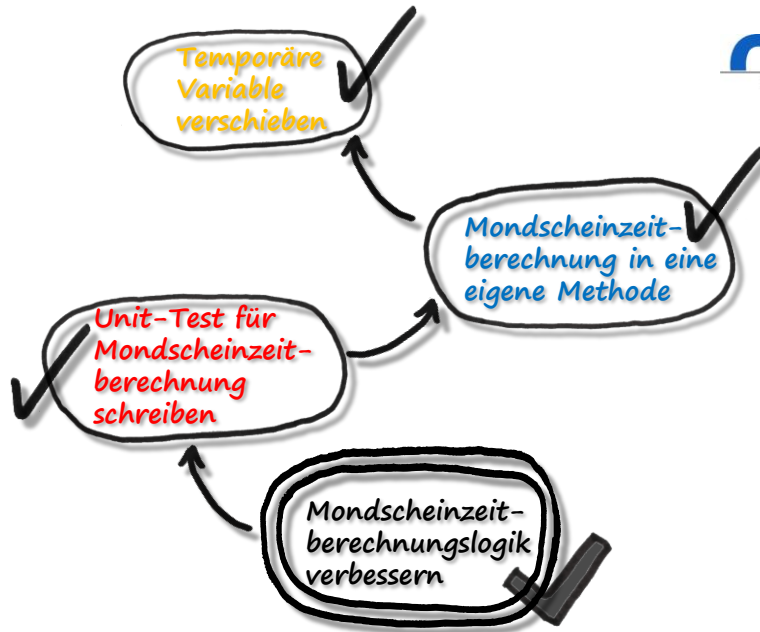 Temporäre
Variable
verschieben
Mondscheinzeit-
berechnung in eine
eigene Methode
Unit-Test für
Mondscheinzeit-
berechnung
schreiben
Mondscheinzeit-
berechnungslogik
verbessern